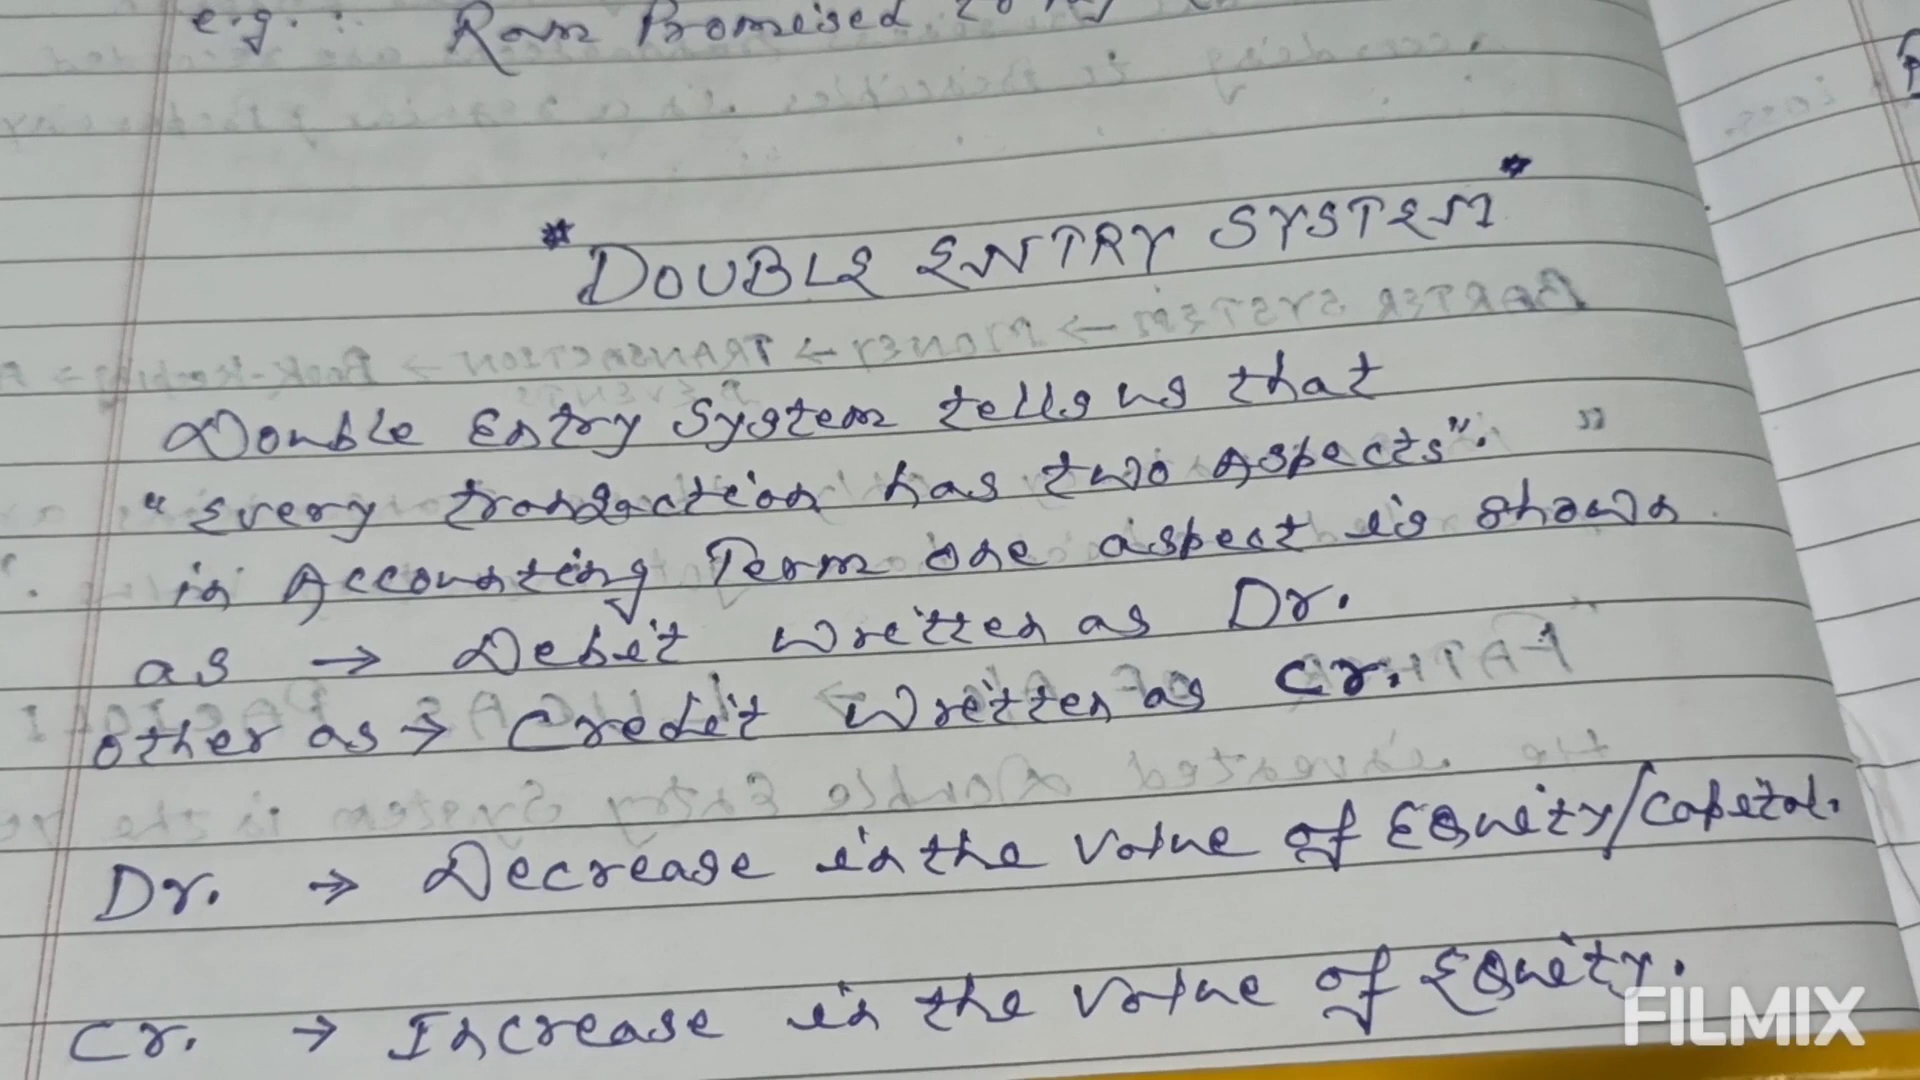 e.g. : Ram Promised
* DOUBLE ENTRY SYSTEM *
Double Entry System tells us that
"Every transaction has two Aspects".
in Accounting Term one aspect is shown
as → Debit written as Dr.
other as → Credit written as Cr.
Dr. → Decrease in the value of Equity/Capital.
Cr. → Increase in the value of Equity.
FILMIX